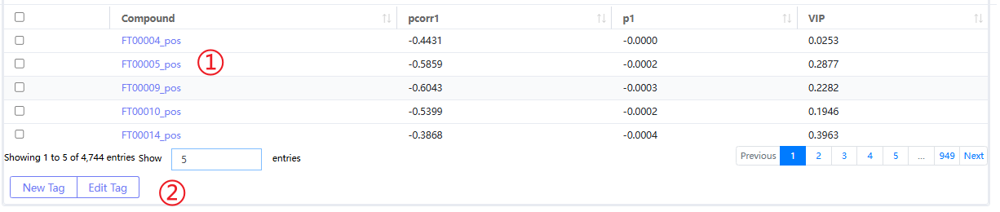 Compound pcorr1 p1 VIP
FT00004_pos -0.4431 -0.0000 0.0253
FT00005_pos ① -0.5859 -0.0002 0.2877
FT00009_pos -0.6043 -0.0003 0.2282
FT00010_pos -0.5399 -0.0002 0.1946
FT00014_pos -0.3868 -0.0004 0.3963
Showing 1 to 5 of 4,744 entries Show 5 entries Previous 1 2 3 4 5 ... 949 Next
New Tag Edit Tag ②